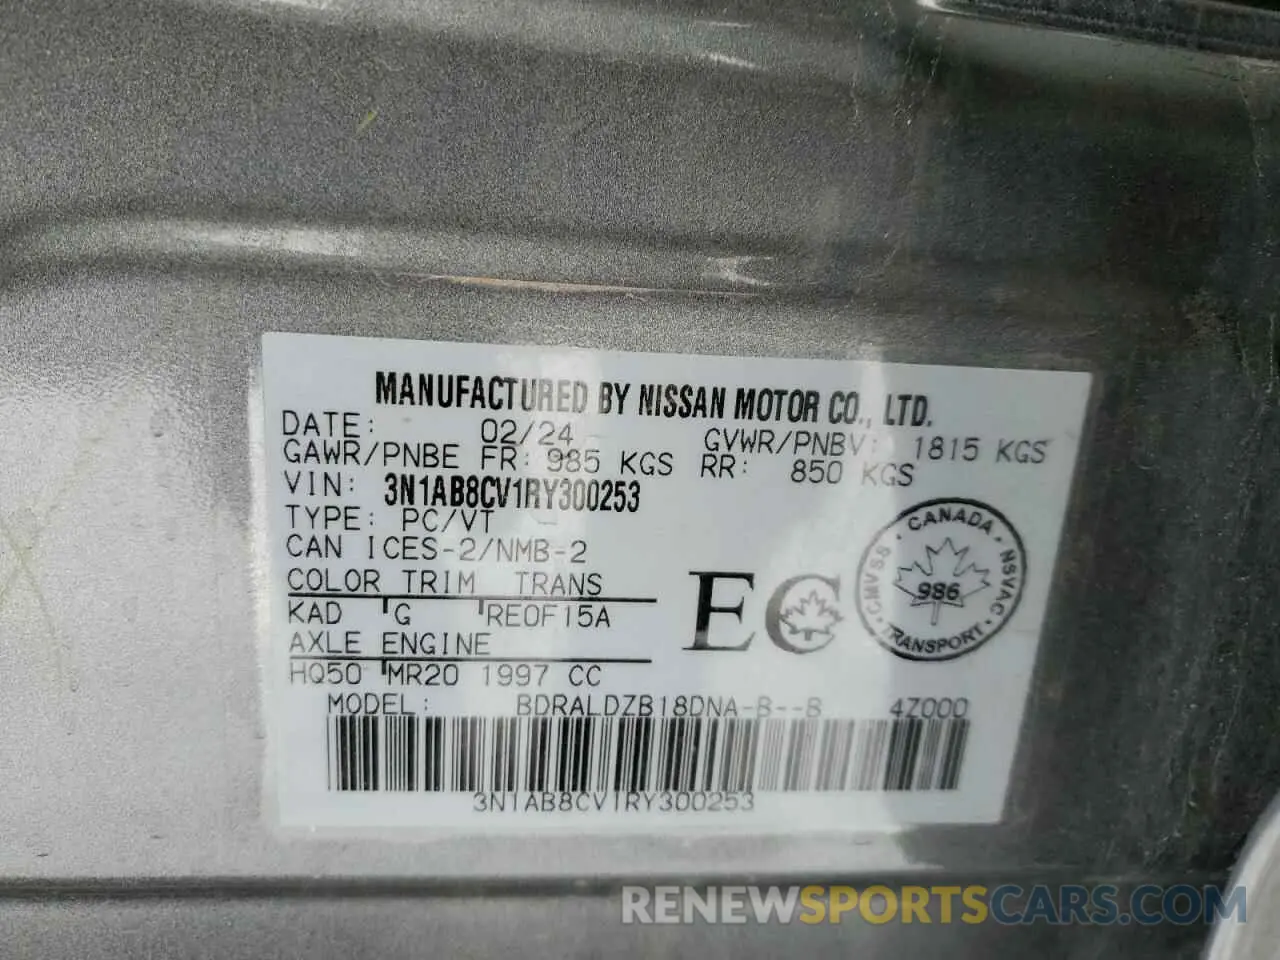 MANUFACTURED BY NISSAN MOTOR CO., LTD.
DATE: 02/24 GVWR/PNBV: 1815 KGS
GAWR/PNBE FR: 985 KGS RR: 850 KGS
VIN: 3N1AB8CV1RY300253
TYPE: PC/VT
CAN ICES-2/NMB-2
COLOR TRIM TRANS
KAD G RE0F15A
AXLE ENGINE
HQ50 MR20 1997 CC
MODEL: BDRALDZB18DNA-B--B 4Z000
3N1AB8CV1RY300253
EC
CANADA
CMVSS · NSVAC
986
TRANSPORT
RENEWSPORTSCARS.COM